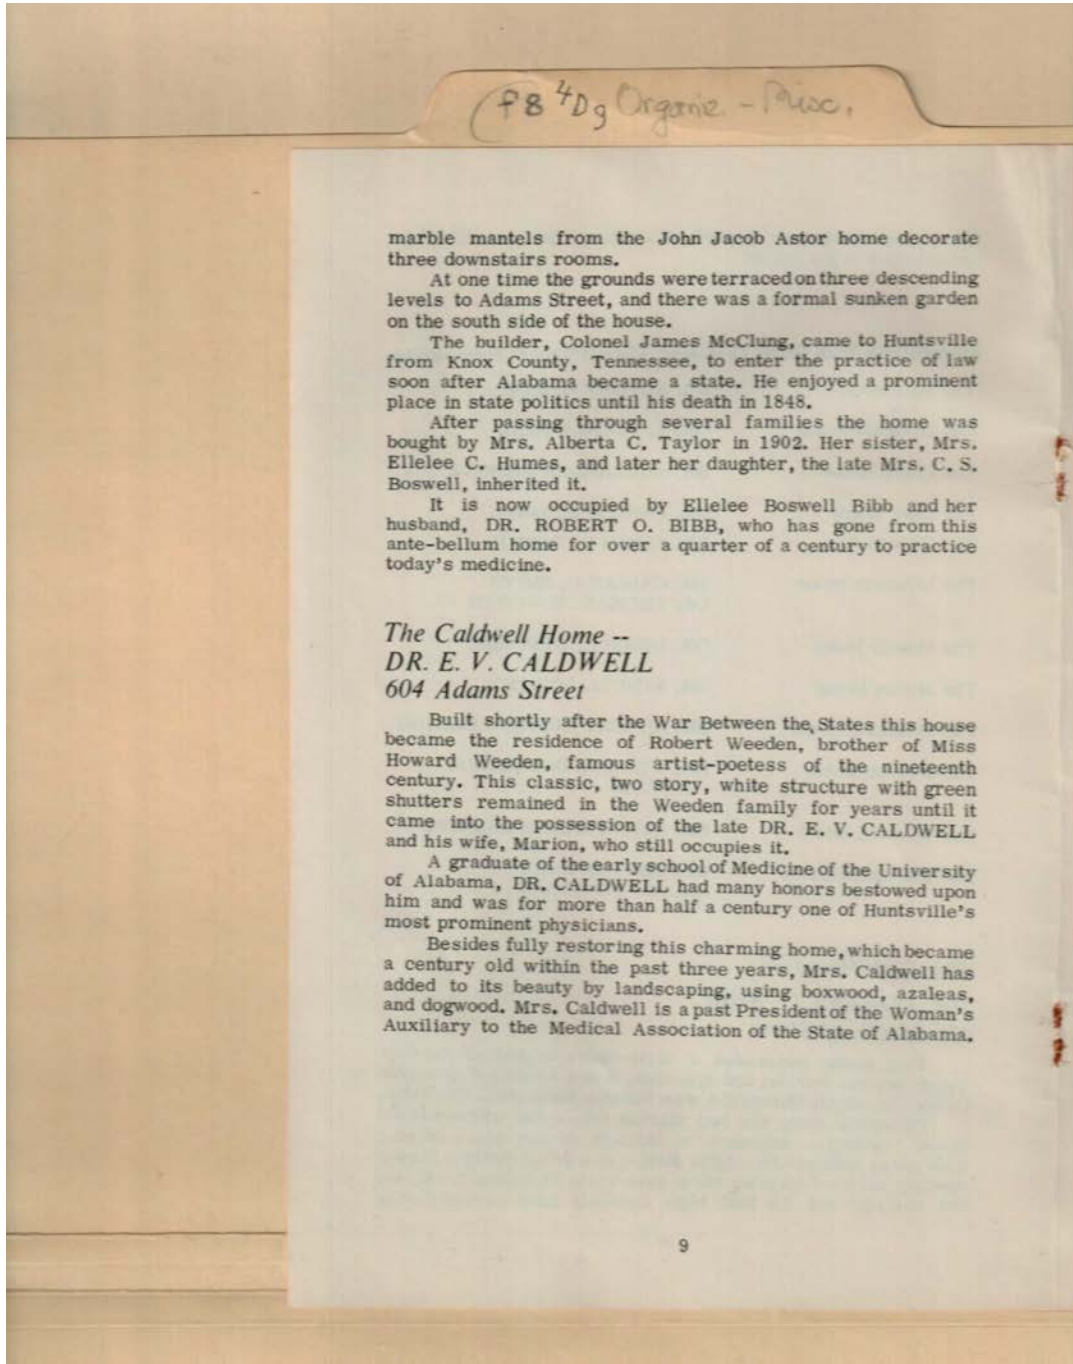 f8 4Dg Organiz - Misc.
marble mantels from the John Jacob Astor home decorate
three downstairs rooms.
At one time the grounds were terraced on three descending
levels to Adams Street, and there was a formal sunken garden
on the south side of the house.
The builder, Colonel James McClung, came to Huntsville
from Knox County, Tennessee, to enter the practice of law
soon after Alabama became a state. He enjoyed a prominent
place in state politics until his death in 1848.
After passing through several families the home was
bought by Mrs. Alberta C. Taylor in 1902. Her sister, Mrs.
Ellelee C. Humes, and later her daughter, the late Mrs. C. S.
Boswell, inherited it.
It is now occupied by Ellelee Boswell Bibb and her
husband, DR. ROBERT O. BIBB, who has gone from this
ante-bellum home for over a quarter of a century to practice
today's medicine.
The Caldwell Home --
DR. E. V. CALDWELL
604 Adams Street
Built shortly after the War Between the States this house
became the residence of Robert Weeden, brother of Miss
Howard Weeden, famous artist-poetess of the nineteenth
century. This classic, two story, white structure with green
shutters remained in the Weeden family for years until it
came into the possession of the late DR. E. V. CALDWELL
and his wife, Marion, who still occupies it.
A graduate of the early school of Medicine of the University
of Alabama, DR. CALDWELL had many honors bestowed upon
him and was for more than half a century one of Huntsville's
most prominent physicians.
Besides fully restoring this charming home, which became
a century old within the past three years, Mrs. Caldwell has
added to its beauty by landscaping, using boxwood, azaleas,
and dogwood. Mrs. Caldwell is a past President of the Woman's
Auxiliary to the Medical Association of the State of Alabama.
9